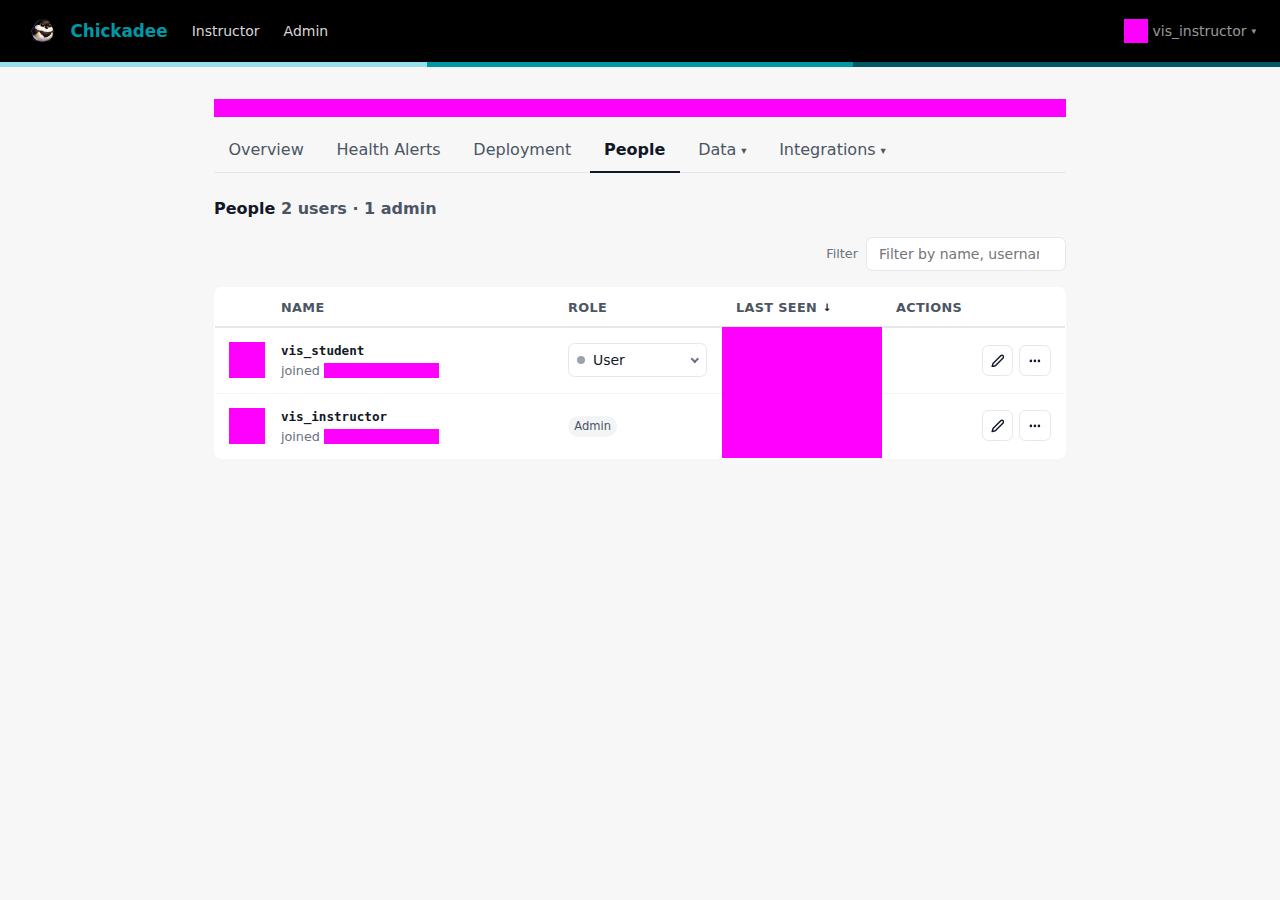 Chickadee Instructor Admin vis_instructor ▾
Overview Health Alerts Deployment People Data ▾ Integrations ▾
People 2 users · 1 admin
Filter Filter by name, usernar
NAME ROLE LAST SEEN ↓ ACTIONS
vis_student
joined
User
vis_instructor
joined
Admin